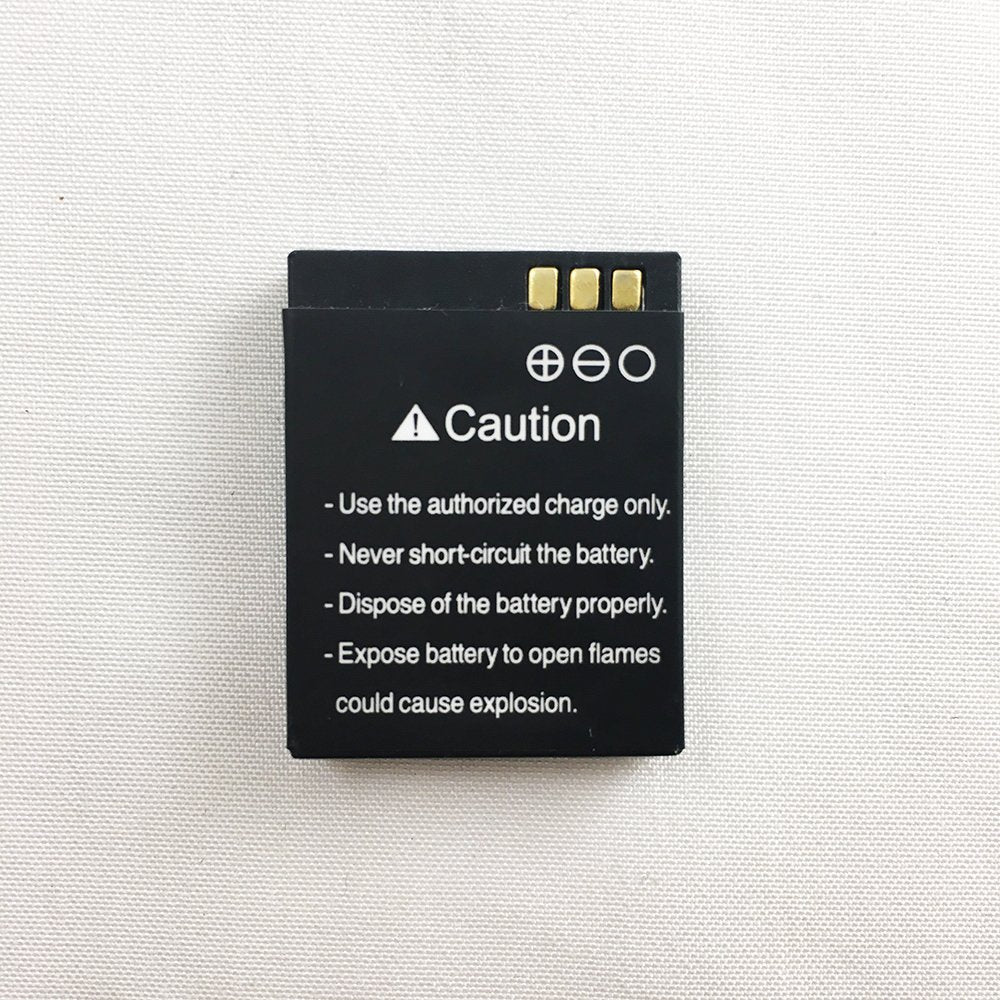 ⊕⊖○
⚠Caution
- Use the authorized charge only.
- Never short-circuit the battery.
- Dispose of the battery properly.
- Expose battery to open flames
could cause explosion.